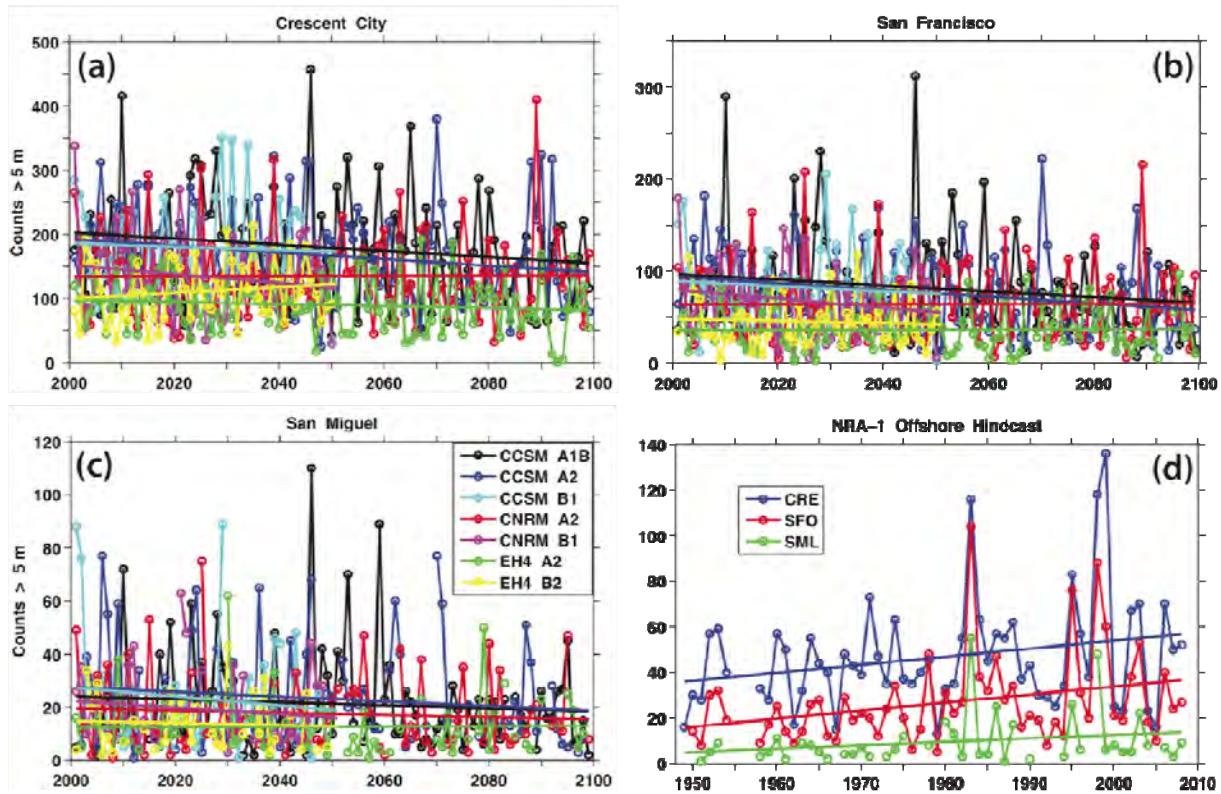 Crescent City
(a)
Counts > 5 m
500
400
300
200
100
0
2000 2020 2040 2060 2080 2100
San Francisco
(b)
300
200
100
0
2000 2020 2040 2060 2080 2100
San Miguel
(c)
Counts > 5 m
120
100
80
60
40
20
0
2000 2020 2040 2060 2080 2100
CCSM A1B
CCSM A2
CCSM B1
CNRM A2
CNRM B1
EH4 A2
EH4 B2
NRA-1 Offshore Hindcast
(d)
140
120
100
80
60
40
20
0
1950 1960 1970 1980 1990 2000 2010
CRE
SFO
SML